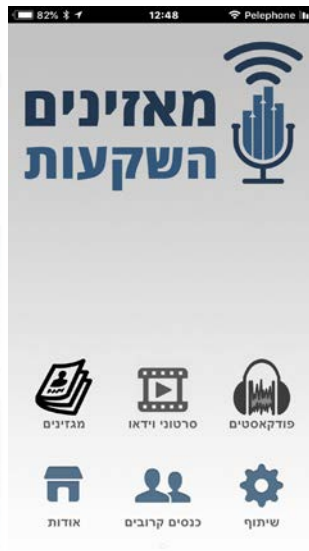 82% 12:48 Pelephone
מאזינים
השקעות
פודקאסטים סרטוני וידאו מגזינים
שיתוף כנסים קרובים אודות